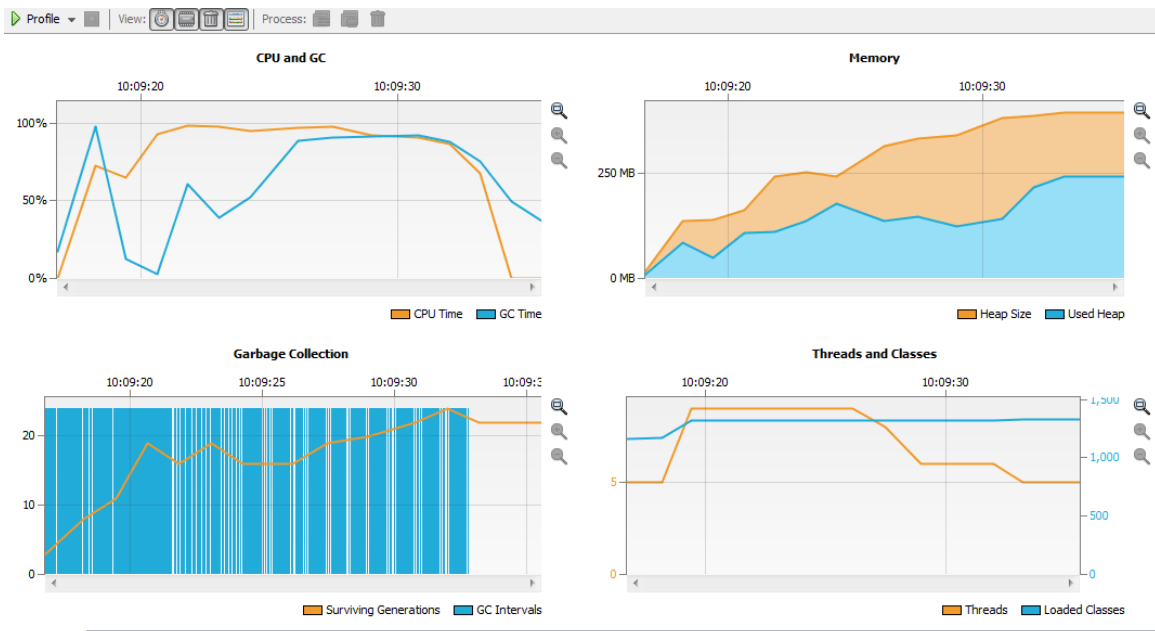 Profile View: Process:
CPU and GC
10:09:20 10:09:30
100%
50%
0%
CPU Time GC Time
Memory
10:09:20 10:09:30
250 MB
0 MB
Heap Size Used Heap
Garbage Collection
10:09:20 10:09:25 10:09:30 10:09:3
20
10
0
Surviving Generations GC Intervals
Threads and Classes
10:09:20 10:09:30
1,500
1,000
5
500
0 0
Threads Loaded Classes